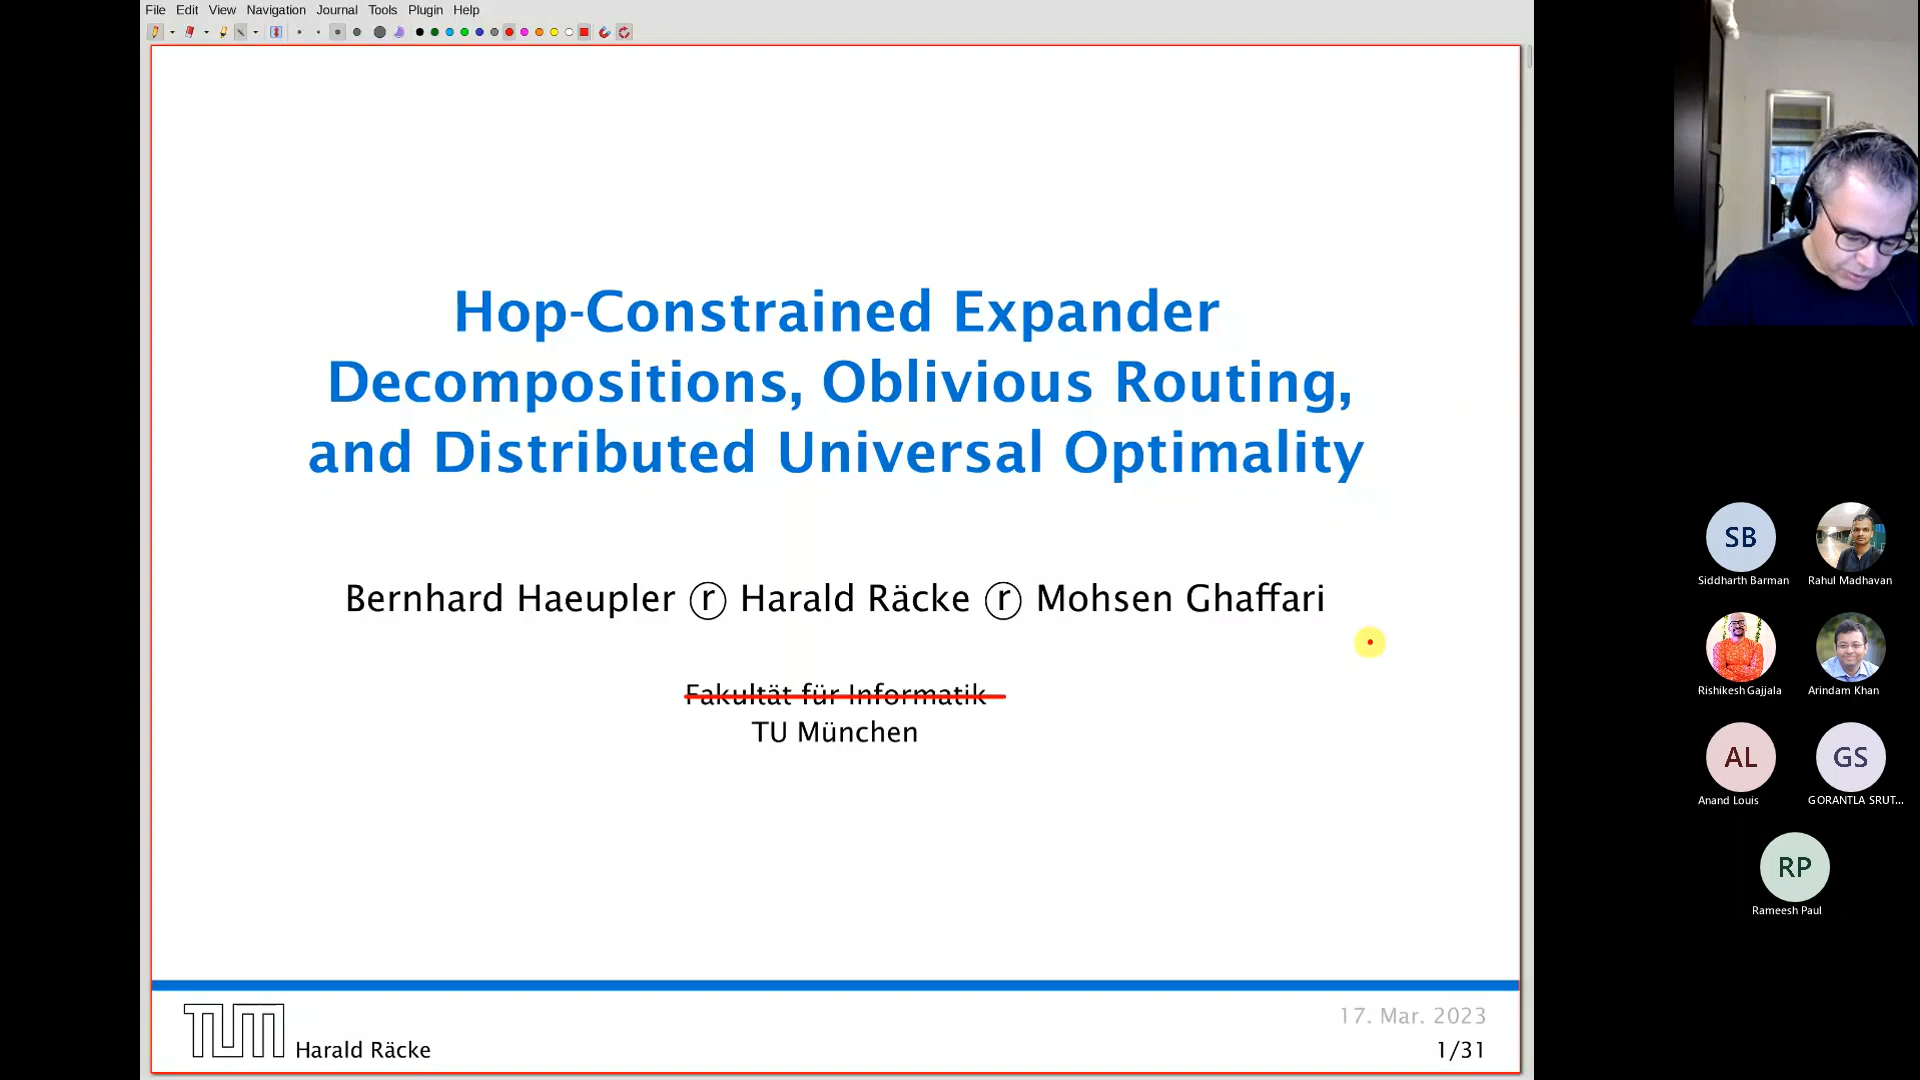 File Edit View Navigation Journal Tools Plugin Help
Hop-Constrained Expander
Decompositions, Oblivious Routing,
and Distributed Universal Optimality
Bernhard Haeupler ⓡ Harald Räcke ⓡ Mohsen Ghaffari
Fakultät für Informatik
TU München
17. Mar. 2023
TUM
Harald Räcke
1/31
SB
Siddharth Barman
Rahul Madhavan
Rishikesh Gajjala
Arindam Khan
AL
Anand Louis
GS
GORANTLA SRUT...
RP
Rameesh Paul